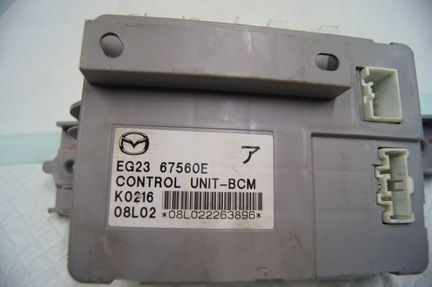 ア
EG23 67560E
CONTROL UNIT-BCM
K0216
08L02 *08L022263896*